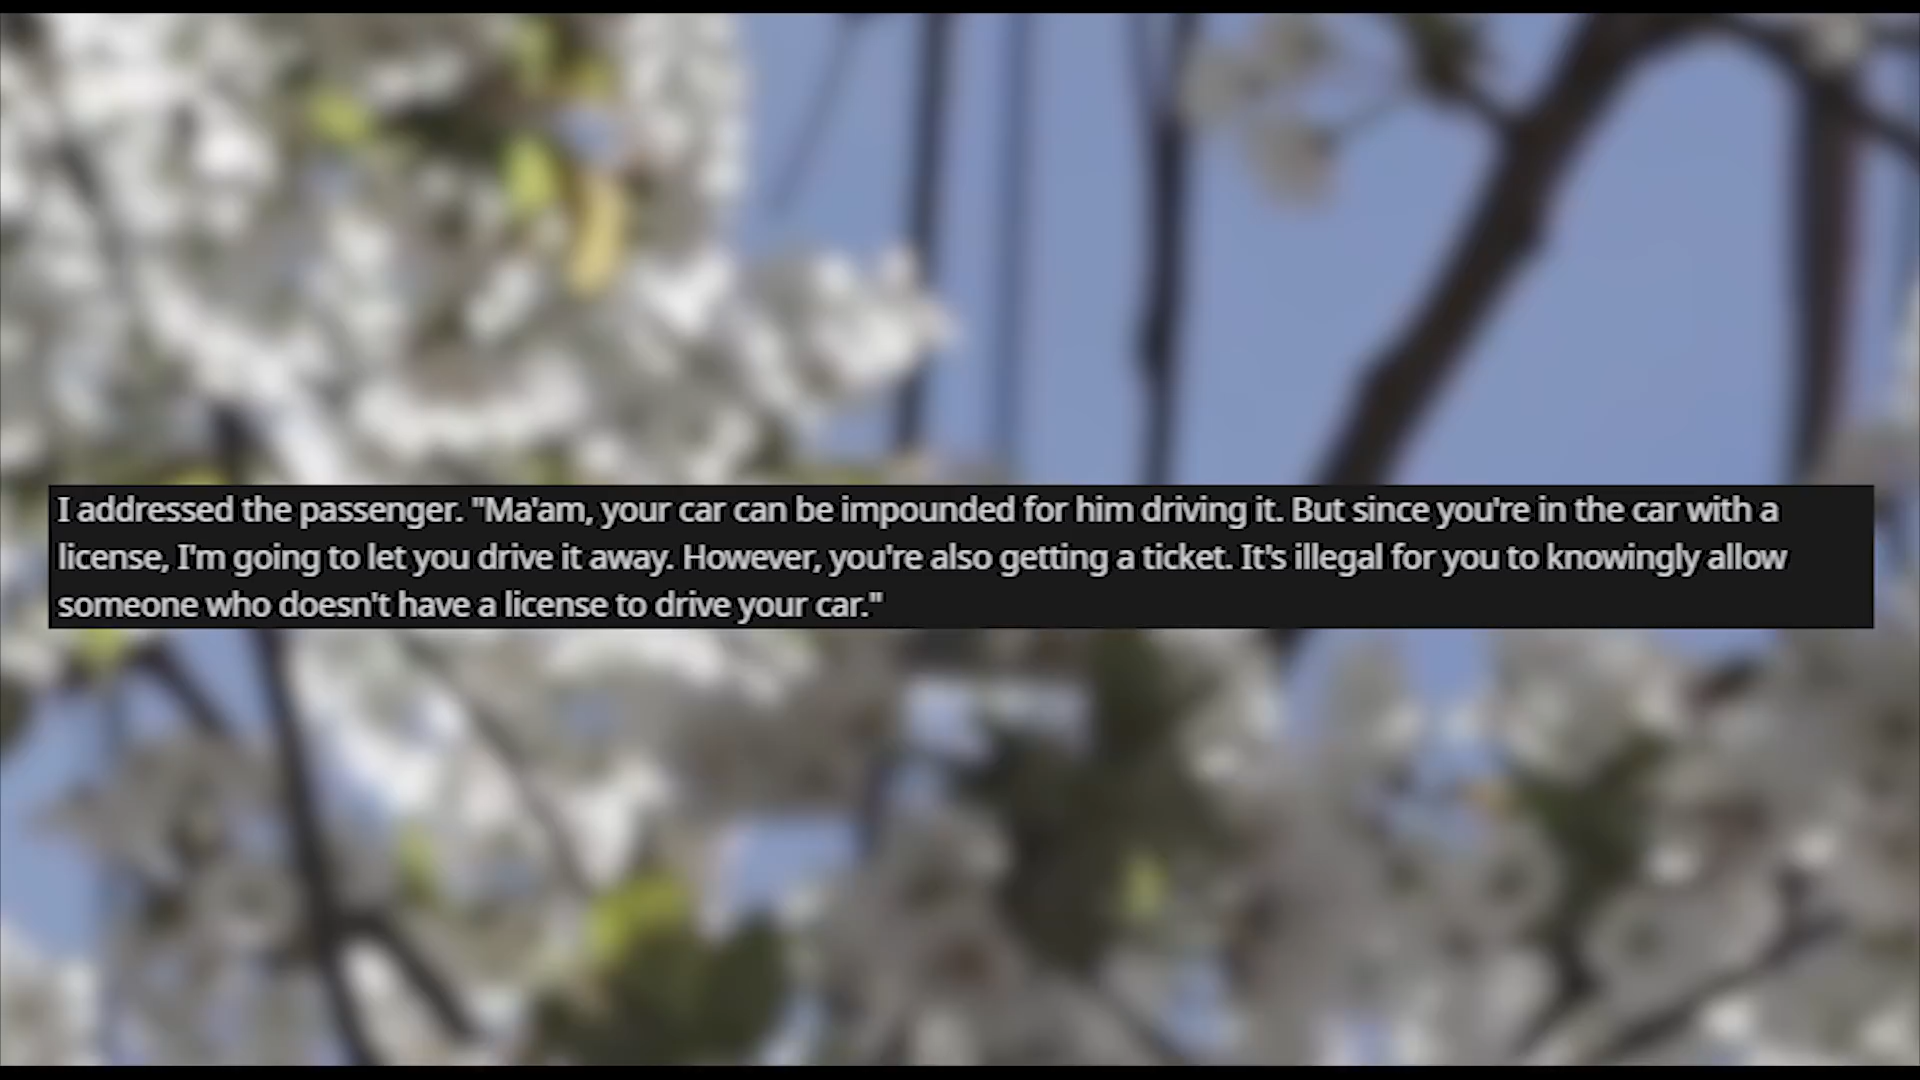 I addressed the passenger. "Ma'am, your car can be impounded for him driving it. But since you're in the car with a
license, I'm going to let you drive it away. However, you're also getting a ticket. It's illegal for you to knowingly allow
someone who doesn't have a license to drive your car."